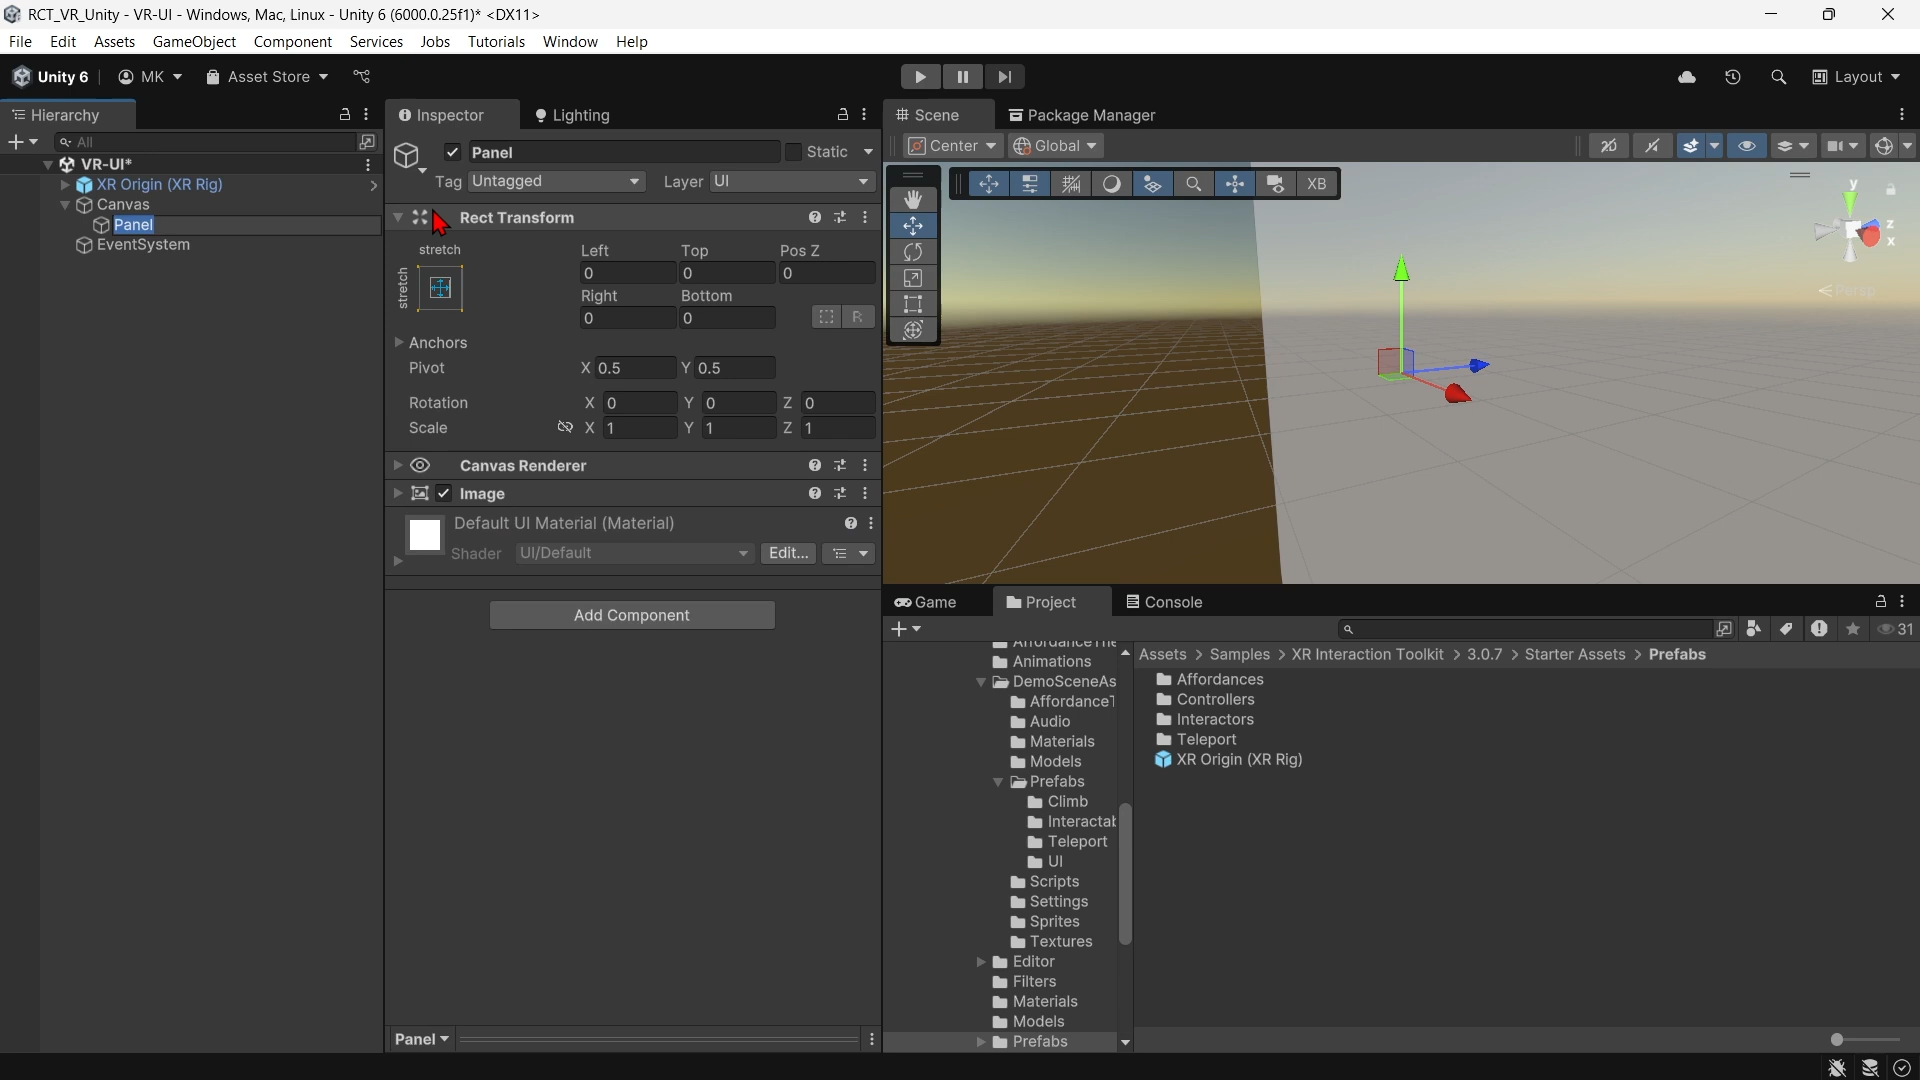 RCT_VR_Unity - VR-UI - Windows, Mac, Linux - Unity 6 (6000.0.25f1)* <DX11>
File Edit Assets GameObject Component Services Jobs Tutorials Window Help
Unity 6 MK Asset Store Layout
Hierarchy
All
VR-UI*
XR Origin (XR Rig)
Canvas
Panel
EventSystem
Inspector Lighting
Panel Static
Tag Untagged Layer UI
Rect Transform
stretch
stretch
Left Top Pos Z
0 0 0
Right Bottom
0 0 R
Anchors
Pivot X 0.5 Y 0.5
Rotation X 0 Y 0 Z 0
Scale X 1 Y 1 Z 1
Canvas Renderer
Image
Default UI Material (Material)
Shader UI/Default Edit...
Add Component
Panel
Scene Package Manager
Center Global 2D
XB
y
z
x
Persp
Game Project Console
31
Animations
DemoSceneAs
Audio
Materials
Models
Prefabs
Climb
Interactab
Teleport
UI
Scripts
Settings
Sprites
Textures
Editor
Filters
Materials
Models
Prefabs
Assets > Samples > XR Interaction Toolkit > 3.0.7 > Starter Assets > Prefabs
Affordances
Controllers
Interactors
Teleport
XR Origin (XR Rig)